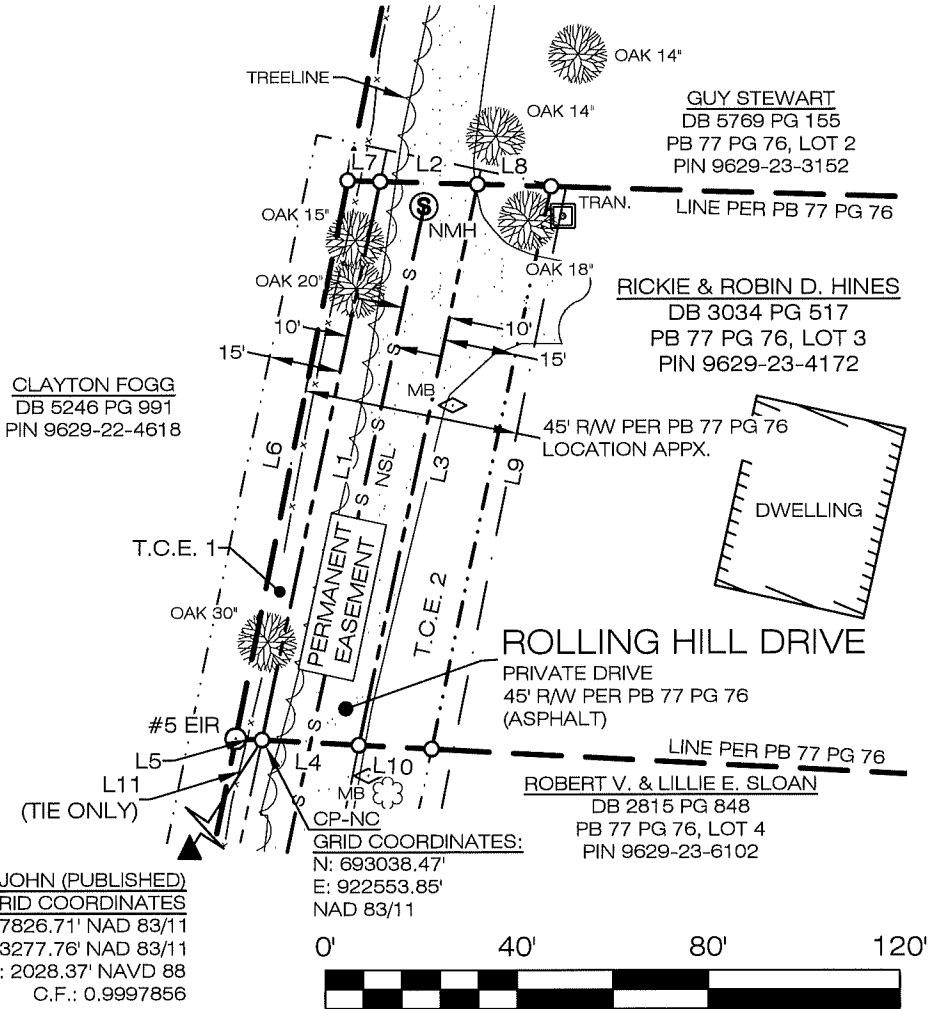 OAK 14"
TREELINE
GUY STEWART
DB 5769 PG 155
PB 77 PG 76, LOT 2
PIN 9629-23-3152
OAK 14"
L7
L2
L8
TRAN.
LINE PER PB 77 PG 76
OAK 15"
S
NMH
OAK 18"
OAK 20"
S
RICKIE & ROBIN D. HINES
DB 3034 PG 517
PB 77 PG 76, LOT 3
PIN 9629-23-4172
10'
10'
15'
15'
S
CLAYTON FOGG
DB 5246 PG 991
PIN 9629-22-4618
MB
45' R/W PER PB 77 PG 76
LOCATION APPX.
S
L6
L1
NSL
L3
L9
S
DWELLING
T.C.E. 1
PERMANENT
EASEMENT
T.C.E. 2
OAK 30"
ROLLING HILL DRIVE
PRIVATE DRIVE
45' R/W PER PB 77 PG 76
(ASPHALT)
S
#5 EIR
L5
L4
L10
LINE PER PB 77 PG 76
L11
(TIE ONLY)
S
MB
ROBERT V. & LILLIE E. SLOAN
DB 2815 PG 848
PB 77 PG 76, LOT 4
PIN 9629-23-6102
CP-NC
GRID COORDINATES:
N: 693038.47'
E: 922553.85'
NAD 83/11
JOHN (PUBLISHED)
RID COORDINATES
7826.71' NAD 83/11
3277.76' NAD 83/11
: 2028.37' NAVD 88
C.F.: 0.9997856
0' 40' 120'